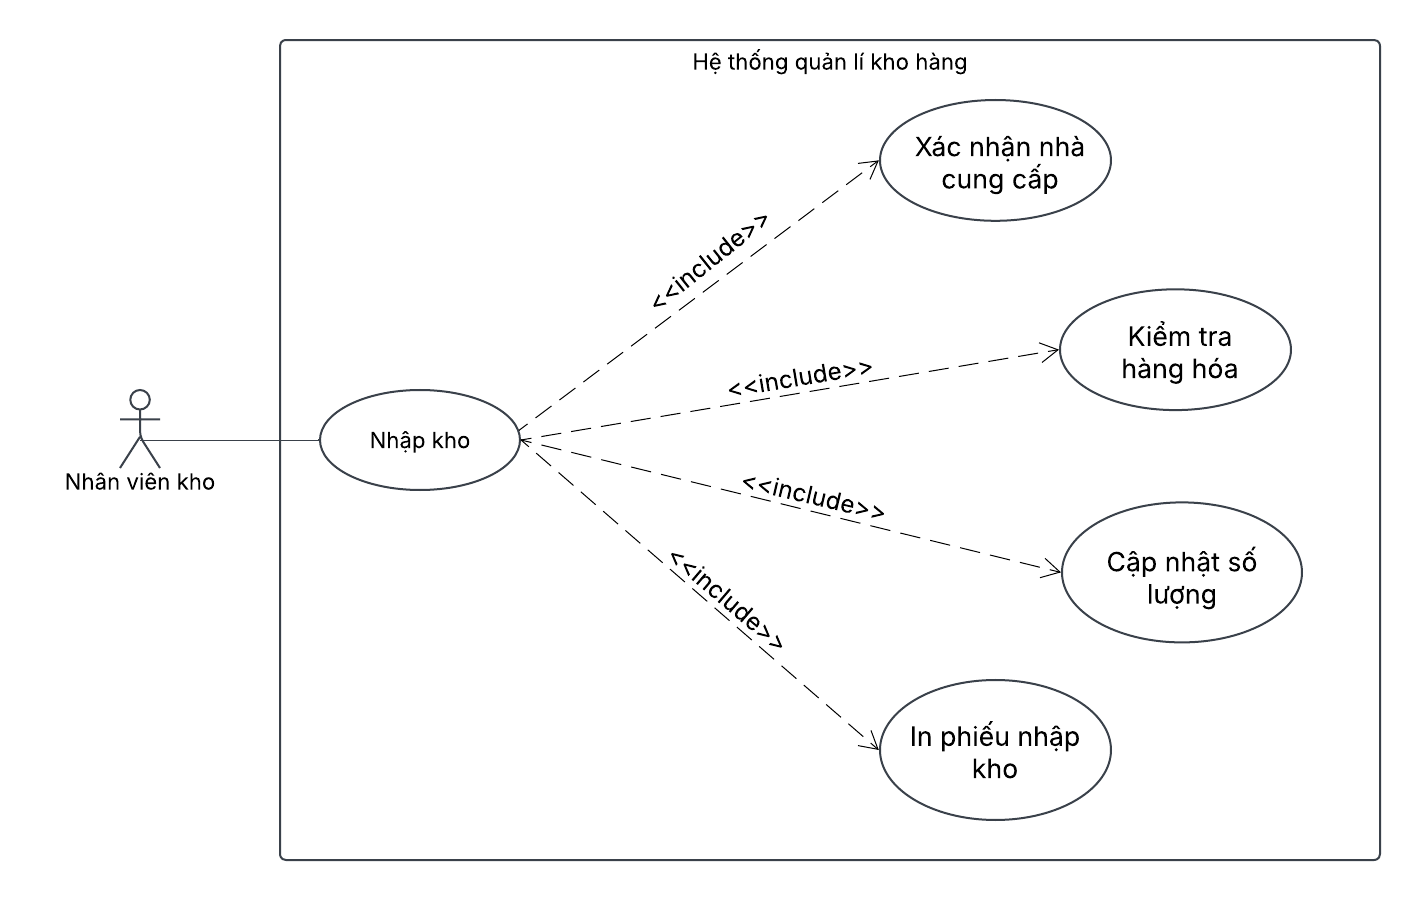 Hệ thống quản lí kho hàng
Xác nhận nhà
cung cấp
<<include>>
Kiểm tra
hàng hóa
<<include>>
Nhập kho
Nhân viên kho
<<include>>
Cập nhật số
lượng
<<include>>
In phiếu nhập
kho